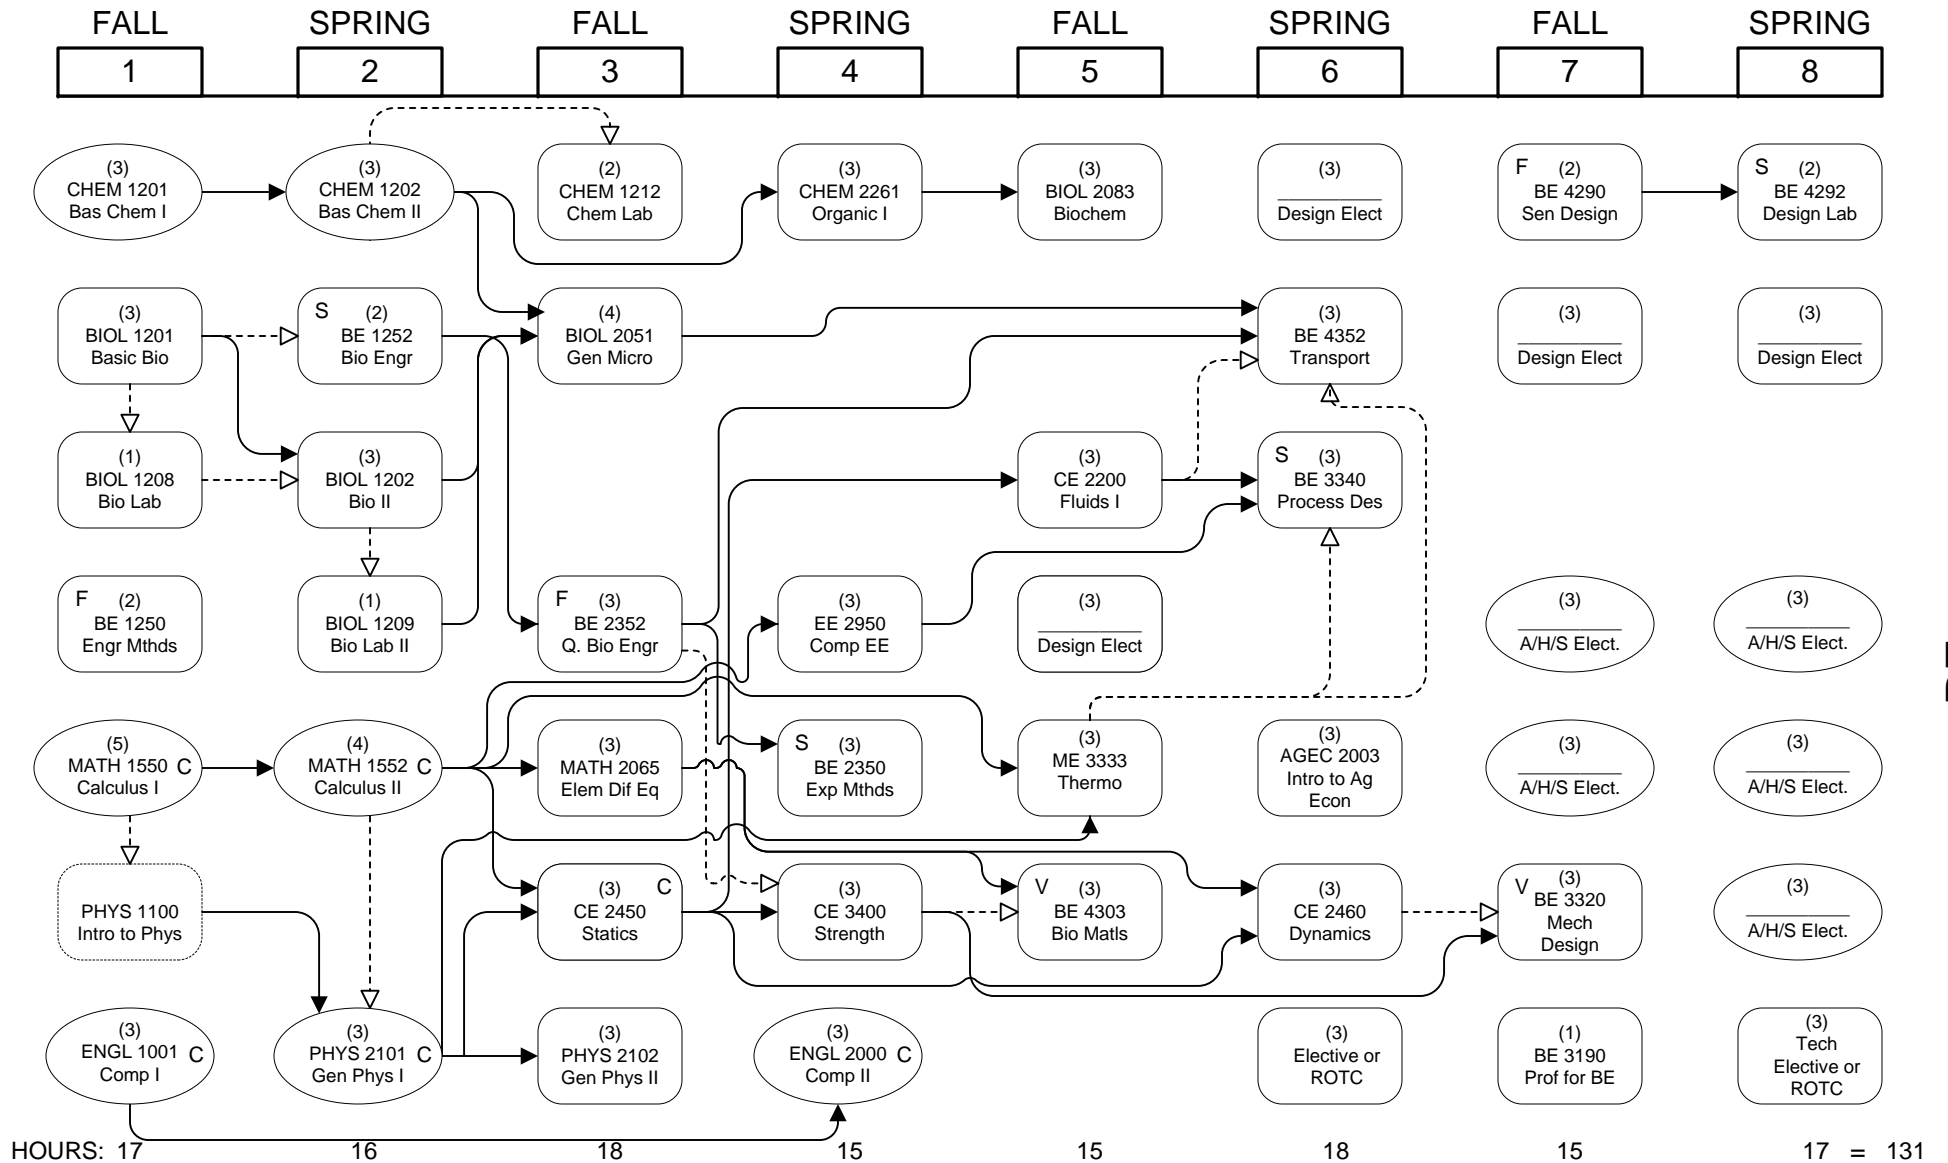 FALL SPRING FALL SPRING FALL SPRING FALL SPRING
1 2 3 4 5 6 7 8
(3)
CHEM 1201
Bas Chem I
(3)
CHEM 1202
Bas Chem II
(2)
CHEM 1212
Chem Lab
(3)
CHEM 2261
Organic I
(3)
BIOL 2083
Biochem
(3)
Design Elect
F (2)
BE 4290
Sen Design
S (2)
BE 4292
Design Lab
(3)
BIOL 1201
Basic Bio
S (2)
BE 1252
Bio Engr
(4)
BIOL 2051
Gen Micro
(3)
BE 4352
Transport
(3)
Design Elect
(3)
Design Elect
(1)
BIOL 1208
Bio Lab
(3)
BIOL 1202
Bio II
(3)
CE 2200
Fluids I
S (3)
BE 3340
Process Des
F (2)
BE 1250
Engr Mthds
(1)
BIOL 1209
Bio Lab II
F (3)
BE 2352
Q. Bio Engr
(3)
EE 2950
Comp EE
(3)
Design Elect
(3)
A/H/S Elect.
(3)
A/H/S Elect.
(5)
MATH 1550 C
Calculus I
(4)
MATH 1552 C
Calculus II
(3)
MATH 2065
Elem Dif Eq
S (3)
BE 2350
Exp Mthds
(3)
ME 3333
Thermo
(3)
AGEC 2003
Intro to Ag
Econ
(3)
A/H/S Elect.
(3)
A/H/S Elect.
PHYS 1100
Intro to Phys
(3) C
CE 2450
Statics
(3)
CE 3400
Strength
V (3)
BE 4303
Bio Matls
(3)
CE 2460
Dynamics
V (3)
BE 3320
Mech
Design
(3)
A/H/S Elect.
(3)
ENGL 1001 C
Comp I
(3)
PHYS 2101 C
Gen Phys I
(3)
PHYS 2102
Gen Phys II
(3)
ENGL 2000 C
Comp II
(3)
Elective or
ROTC
(1)
BE 3190
Prof for BE
(3)
Tech
Elective or
ROTC
HOURS: 17 16 18 15 15 18 15 17 = 131